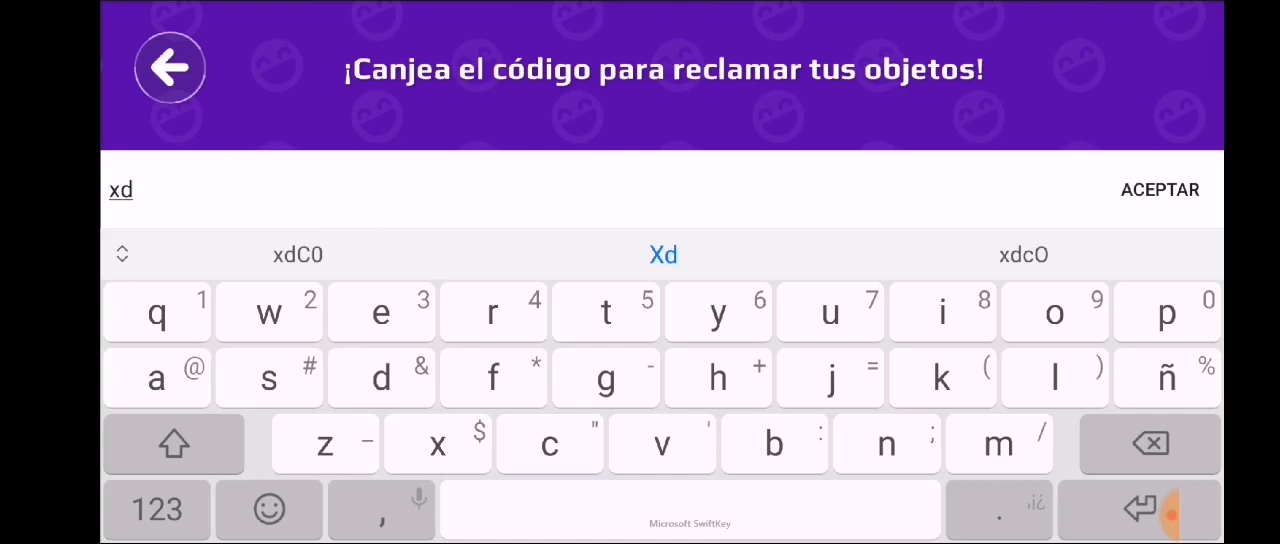 ¡Canjea el código para reclamar tus objetos!
xd ACEPTAR
xdC0 Xd xdcO
q 1 w 2 e 3 r 4 t 5 y 6 u 7 i 8 o 9 p 0
a @ s # d & f * g - h + j = k ( l ) ñ %
z _ x $ c " v ' b : n ; m /
123 , Microsoft SwiftKey . ¡!¿